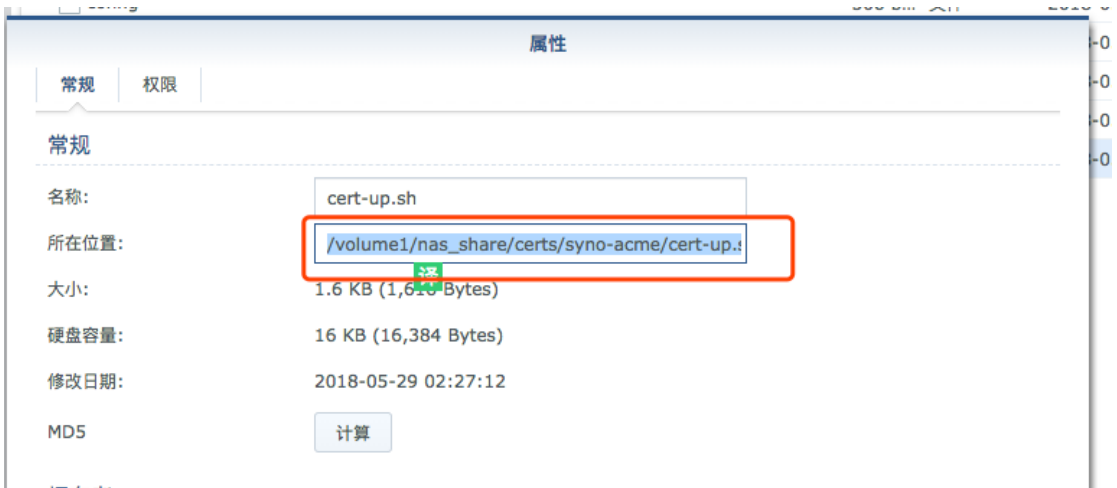 属性
常规 权限
常规
名称: cert-up.sh
所在位置: /volume1/nas_share/certs/syno-acme/cert-up.s
译
大小: 1.6 KB Bytes)
硬盘容量: 16 KB (16,384 Bytes)
修改日期: 2018-05-29 02:27:12
MD5 计算